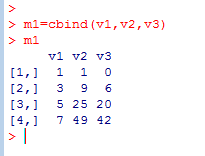 >
> m1=cbind(v1,v2,v3)
> m1
     v1 v2 v3
[1,]  1  1  0
[2,]  3  9  6
[3,]  5 25 20
[4,]  7 49 42
>